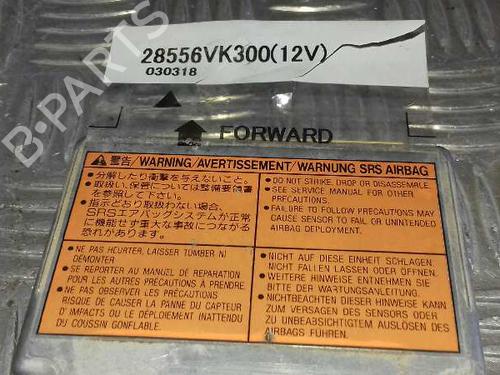 28556VK300(12V)
030318
FORWARD
B-PARTS
警告/WARNING/AVERTISSEMENT/WARNUNG SRS AIRBAG
●分解したり衝撃を与えないこと。
●取扱い、保管については整備要領書
を参照して下さい。
●指示どおり取扱わない場合、
SRSエアバッグシステムが正常に
機能せず重大な事故につながる
恐れがあります。
●DO NOT STRIKE, DROP OR DISASSEMBLE.
●SEE SERVICE MANUAL FOR OTHER
PRECAUTIONS.
●FAILURE TO FOLLOW PRECAUTIONS MAY
CAUSE SENSOR TO FAIL OR UNINTENDED
AIRBAG DEPLOYMENT.
●NE PAS HEURTER, LAISSER TOMBER NI
DÉMONTER
●SE REPORTER AU MANUEL DE RÉPARATION
POUR LES AUTRES PRÉCAUTIONS À PRENDRE.
●NE PAS OBSERVER LES PRÉCAUTIONS
RISQUE DE CAUSER LA PANNE DU CAPTEUR
D'IMPACTS OU LE DÉPLOIEMENT INATTENDU
DU COUSSIN GONFLABLE.
●NICHT AUF DIESE EINHEIT SCHLAGEN
NICHT FALLEN LASSEN ODER ÖFFNEN.
●WEITERE HINWEISE ENTNEHMEN SIE
BITTE DER WARTUNGSANLEITUNG.
●NICHTBEACHTEN DIESER HINWEISE KANN
ZUM VERSAGEN DES SENSORS ODER
ZU UNBEABSICHTIGTEM AUSLÖSEN DES
AIRBAGS FÜHREN.